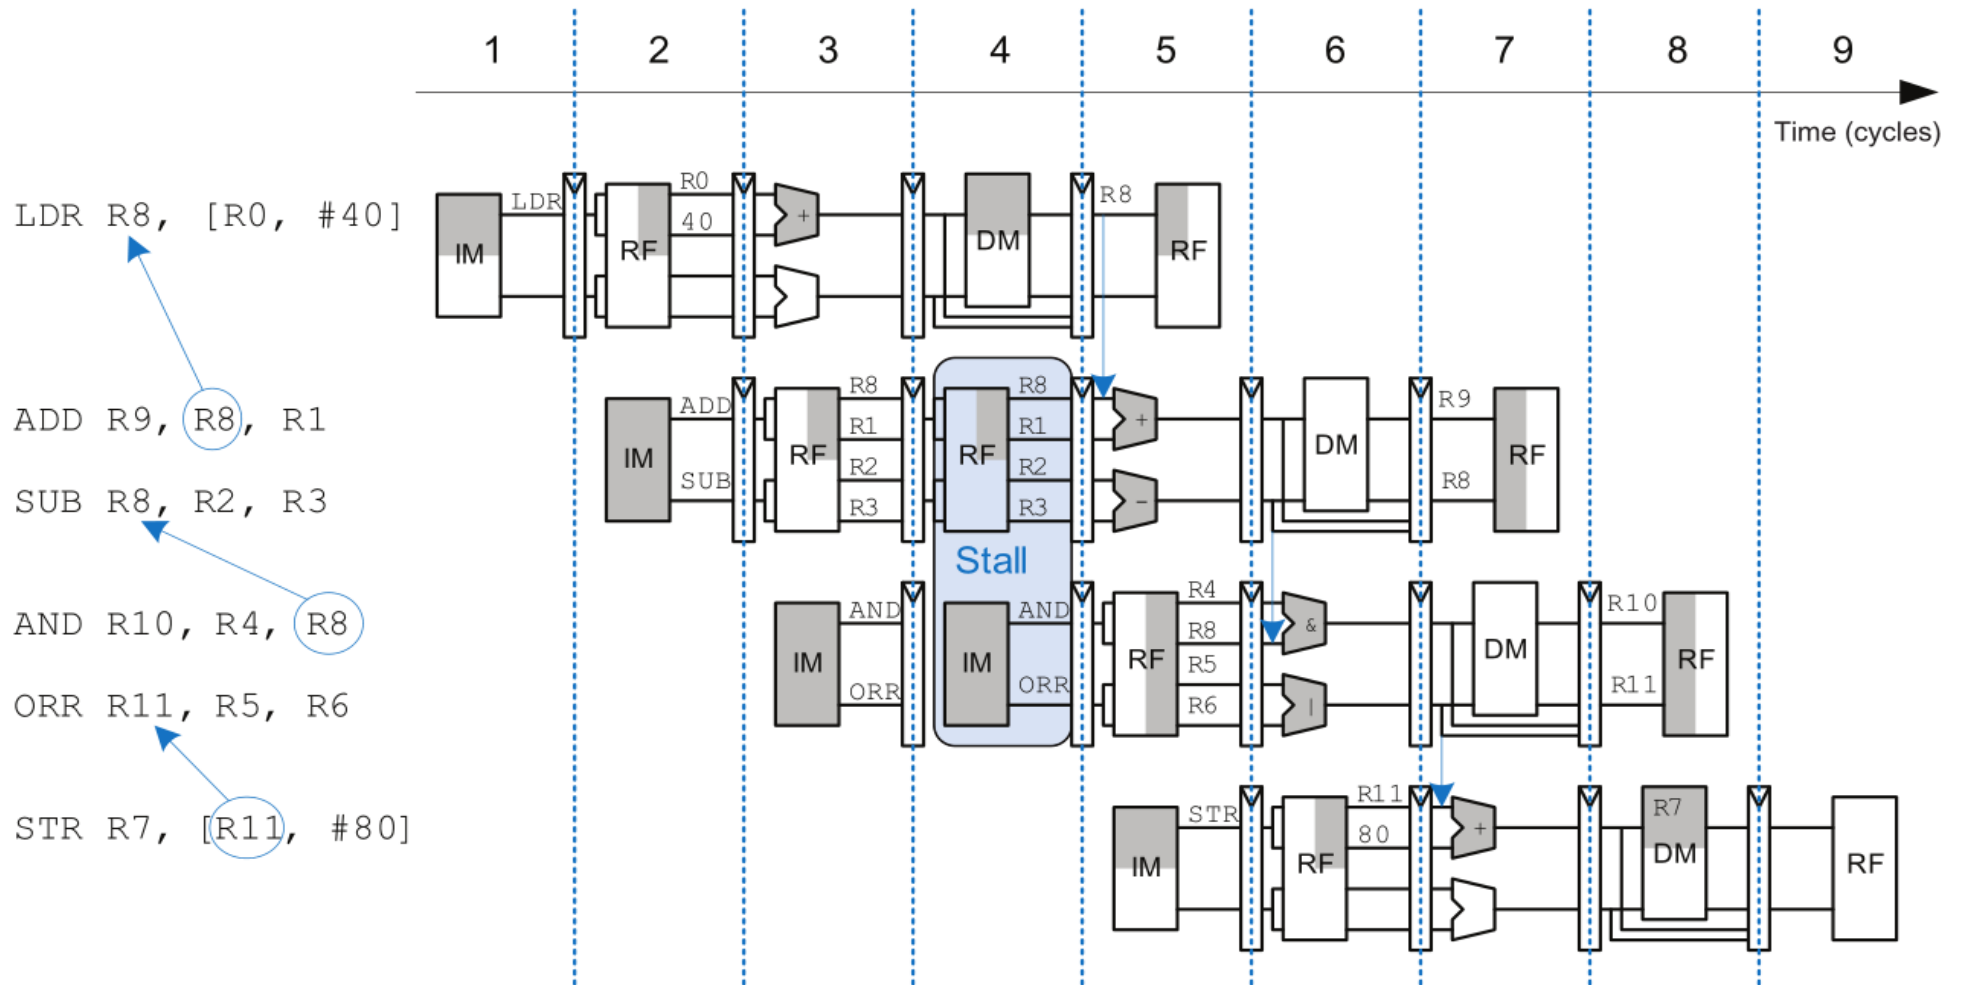 1 2 3 4 5 6 7 8 9
Time (cycles)
LDR R8, [R0, #40]
IM LDR RF R0 40 + DM R8 RF
ADD R9, R8, R1
SUB R8, R2, R3
IM ADD SUB RF R8 R1 R2 R3 RF R8 R1 R2 R3 + - DM R9 R8 RF
Stall
AND R10, R4, R8
ORR R11, R5, R6
IM AND ORR IM AND ORR RF R4 R8 R5 R6 & | DM R10 R11 RF
STR R7, [R11, #80]
IM STR RF R11 80 + R7 DM RF